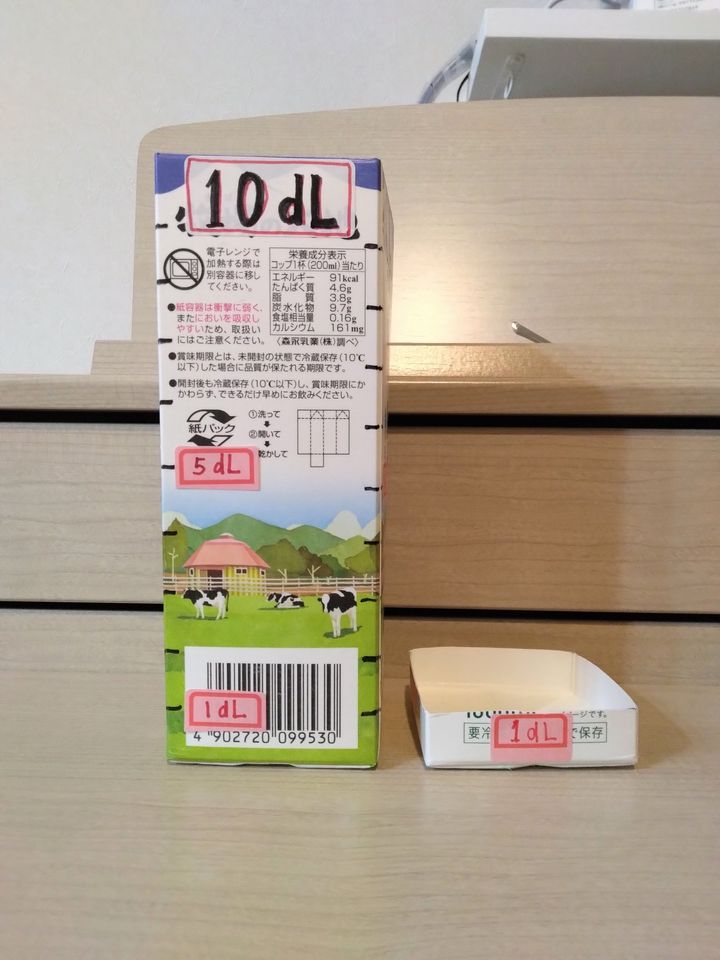 10dL
電子レンジで
加熱する際は
別容器に移し
てください。
栄養成分表示
コップ1杯(200ml)当たり
エネルギー 91kcal
たんぱく質 4.6g
脂 質 3.8g
炭水化物 9.7g
食塩相当量 0.16g
カルシウム 161mg
〈森永乳業(株)調べ〉
●紙容器は衝撃に弱く、
またにおいを吸収し
やすいため、取扱い
にはご注意ください。
●賞味期限とは、未開封の状態で冷蔵保存(10℃
以下)した場合に品質が保たれる期限です。
●開封後も冷蔵保存(10℃以下)し、賞味期限にか
かわらず、できるだけ早めにお飲みください。
紙パック
①洗って
②開いて
乾かして
5dL
1dL
4 902720 099530
ージです。
要冷
1dL
で保存